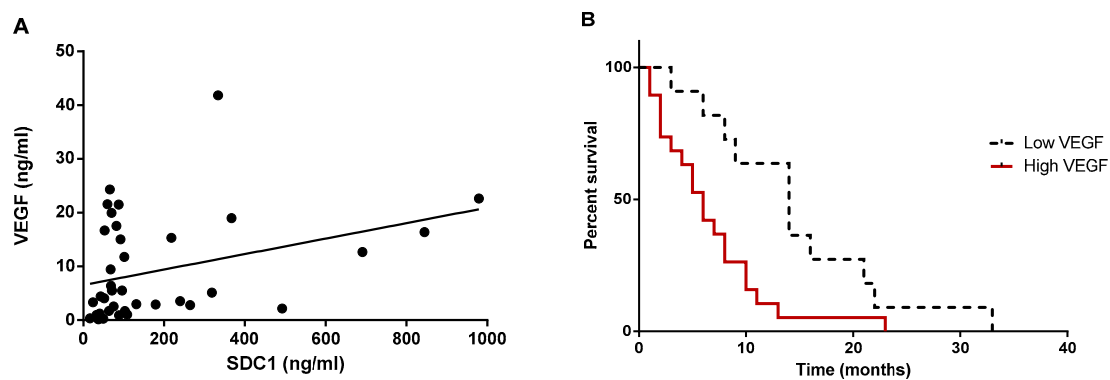 A
VEGF (ng/ml)
50
40
30
20
10
0
0 200 400 600 800 1000
SDC1 (ng/ml)
B
Percent survival
100
50
0
0 10 20 30 40
Time (months)
Low VEGF
High VEGF